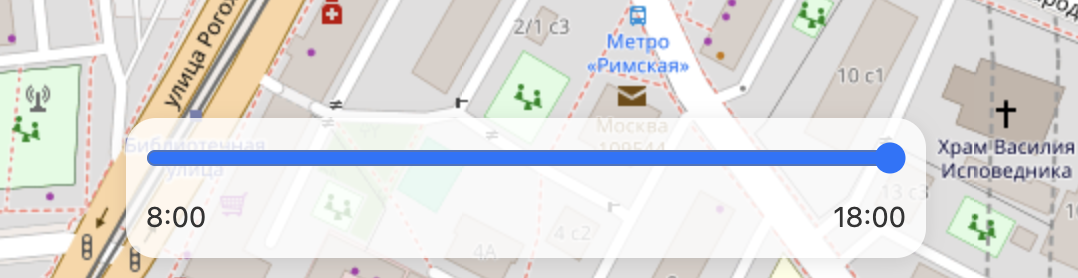 улица Рогож
2/1 с3
Метро
«Римская»
10 с1
Москва
109544
Библиотечная
улица
Храм Василия
Исповедника
13 с3
8:00
18:00
4 с2
4А